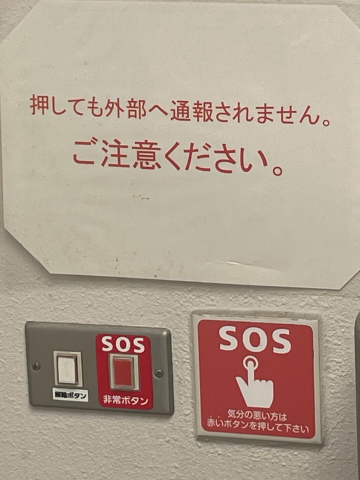 押しても外部へ通報されません。
ご注意ください。
SOS
解除ボタン
非常ボタン
SOS
気分の悪い方は
赤いボタンを押して下さい